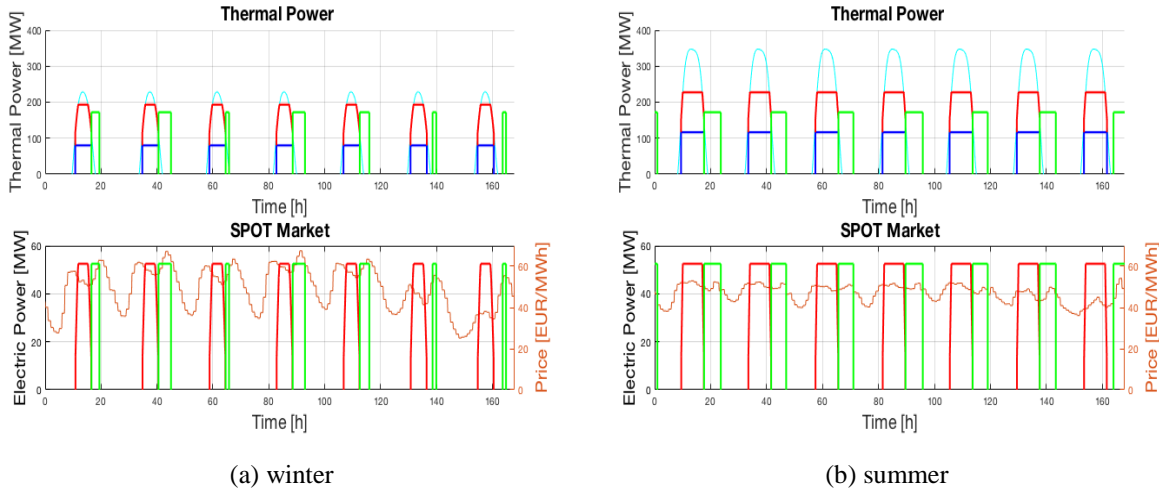 Thermal Power
Thermal Power [MW]
400
300
200
100
0
0 20 40 60 80 100 120 140 160
Time [h]
SPOT Market
Electric Power [MW]
60
40
20
0
60
40
20
0
Price [EUR/MWh]
0 20 40 60 80 100 120 140 160
Time [h]
(a) winter
Thermal Power
Thermal Power [MW]
400
300
200
100
0
0 20 40 60 80 100 120 140 160
Time [h]
SPOT Market
Electric Power [MW]
60
40
20
0
60
40
20
0
Price [EUR/MWh]
0 20 40 60 80 100 120 140 160
Time [h]
(b) summer